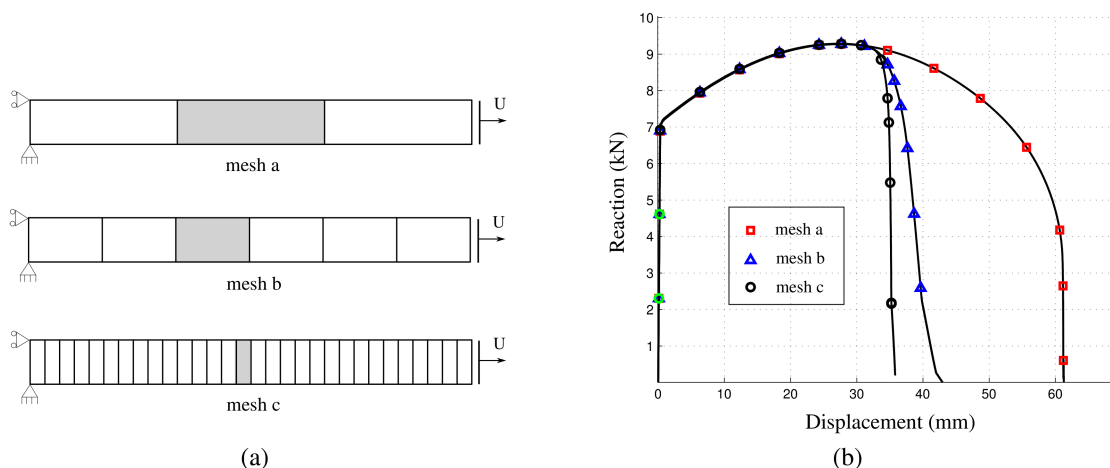 U
mesh a
U
mesh b
U
mesh c
(a)
Reaction (kN)
10
9
8
7
6
5
4
3
2
1
mesh a
mesh b
mesh c
0 10 20 30 40 50 60
Displacement (mm)
(b)